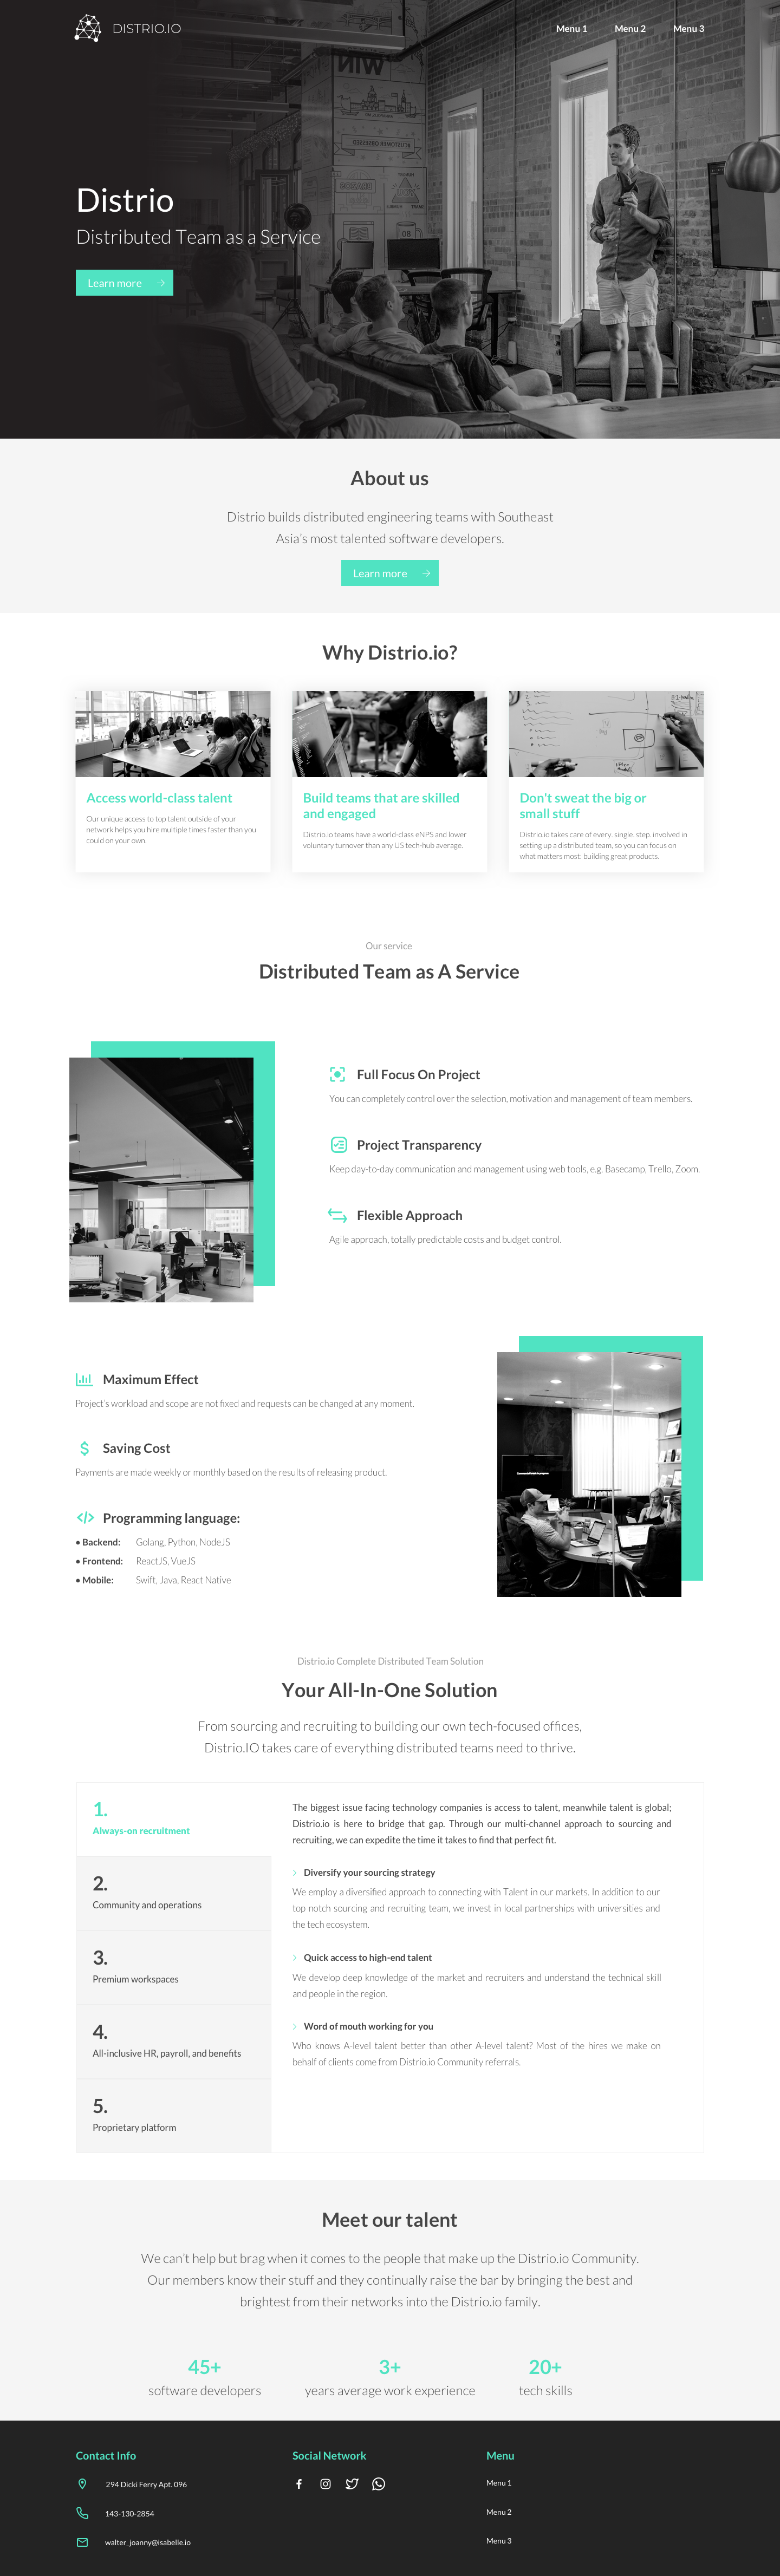 DISTRIO.IO
Menu 1 Menu 2 Menu 3
Distrio
Distributed Team as a Service
Learn more
About us
Distrio builds distributed engineering teams with Southeast
Asia’s most talented software developers.
Learn more
Why Distrio.io?
Access world-class talent
Our unique access to top talent outside of your
network helps you hire multiple times faster than you
could on your own.
Build teams that are skilled
and engaged
Distrio.io teams have a world-class eNPS and lower
voluntary turnover than any US tech-hub average.
Don't sweat the big or
small stuff
Distrio.io takes care of every. single. step. involved in
setting up a distributed team, so you can focus on
what matters most: building great products.
Our service
Distributed Team as A Service
Full Focus On Project
You can completely control over the selection, motivation and management of team members.
Project Transparency
Keep day-to-day communication and management using web tools, e.g. Basecamp, Trello, Zoom.
Flexible Approach
Agile approach, totally predictable costs and budget control.
Maximum Effect
Project’s workload and scope are not fixed and requests can be changed at any moment.
Saving Cost
Payments are made weekly or monthly based on the results of releasing product.
Programming language:
• Backend: Golang, Python, NodeJS
• Frontend: ReactJS, VueJS
• Mobile: Swift, Java, React Native
Distrio.io Complete Distributed Team Solution
Your All-In-One Solution
From sourcing and recruiting to building our own tech-focused offices,
Distrio.IO takes care of everything distributed teams need to thrive.
1.
Always-on recruitment
2.
Community and operations
3.
Premium workspaces
4.
All-inclusive HR, payroll, and benefits
5.
Proprietary platform
The biggest issue facing technology companies is access to talent, meanwhile talent is global;
Distrio.io is here to bridge that gap. Through our multi-channel approach to sourcing and
recruiting, we can expedite the time it takes to find that perfect fit.
Diversify your sourcing strategy
We employ a diversified approach to connecting with Talent in our markets. In addition to our
top notch sourcing and recruiting team, we invest in local partnerships with universities and
the tech ecosystem.
Quick access to high-end talent
We develop deep knowledge of the market and recruiters and understand the technical skill
and people in the region.
Word of mouth working for you
Who knows A-level talent better than other A-level talent? Most of the hires we make on
behalf of clients come from Distrio.io Community referrals.
Meet our talent
We can’t help but brag when it comes to the people that make up the Distrio.io Community.
Our members know their stuff and they continually raise the bar by bringing the best and
brightest from their networks into the Distrio.io family.
45+
software developers
3+
years average work experience
20+
tech skills
Contact Info
294 Dicki Ferry Apt. 096
143-130-2854
walter_joanny@isabelle.io
Social Network
Menu
Menu 1
Menu 2
Menu 3